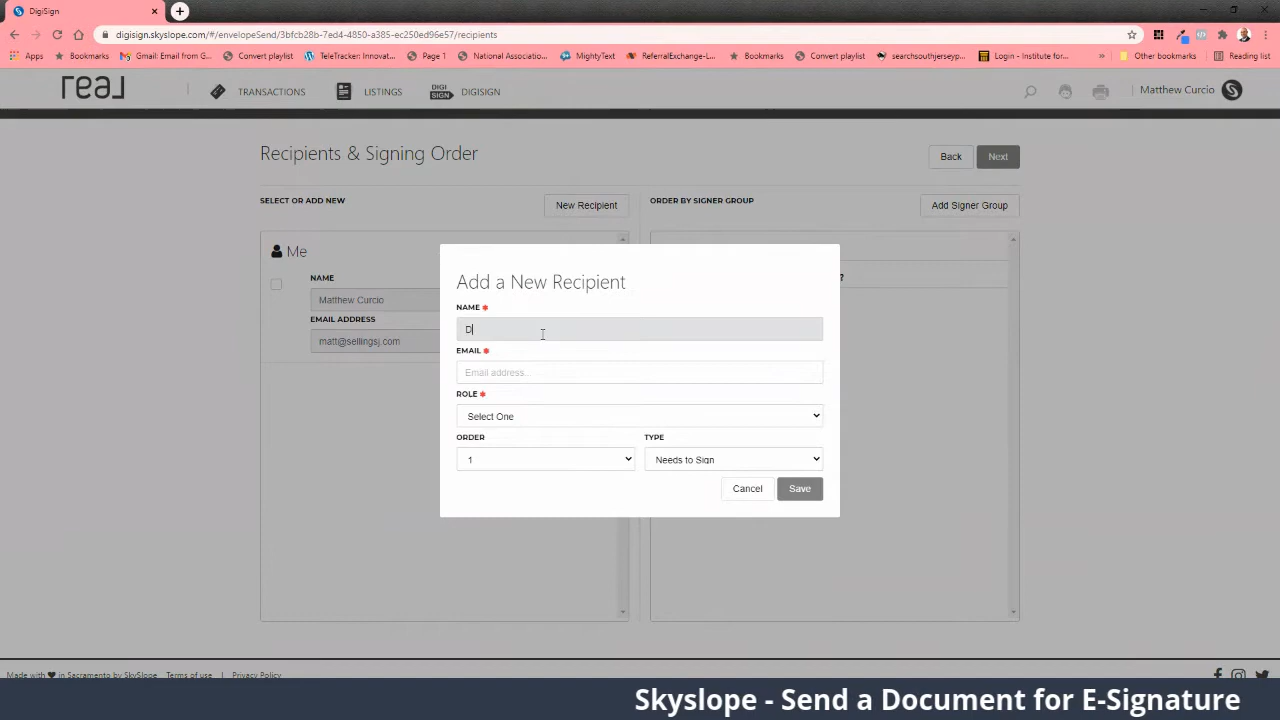 DigiSign
digisign.skyslope.com/#/envelopeSend/3bfcb28b-7ed4-4850-a385-ec250ed96e57/recipients
Apps Bookmarks Gmail: Email from G... Convert playlist TeleTracker: Innovat... Page 1 National Associatio... MightyText ReferralExchange-L... Bookmarks Convert playlist searchsouthjerseyp... Login - Institute for... » Other bookmarks Reading list
real TRANSACTIONS LISTINGS DIGI SIGN DIGISIGN Matthew Curcio
Recipients & Signing Order
Back Next
SELECT OR ADD NEW New Recipient ORDER BY SIGNER GROUP Add Signer Group
Me
NAME
Matthew Curcio
EMAIL ADDRESS
matt@sellingsj.com
?
Add a New Recipient
NAME *
D
EMAIL *
Email address...
ROLE *
Select One
ORDER TYPE
1 Needs to Sign
Cancel Save
Made with ❤ in Sacramento by SkySlope Terms of use | Privacy Policy
Skyslope - Send a Document for E-Signature